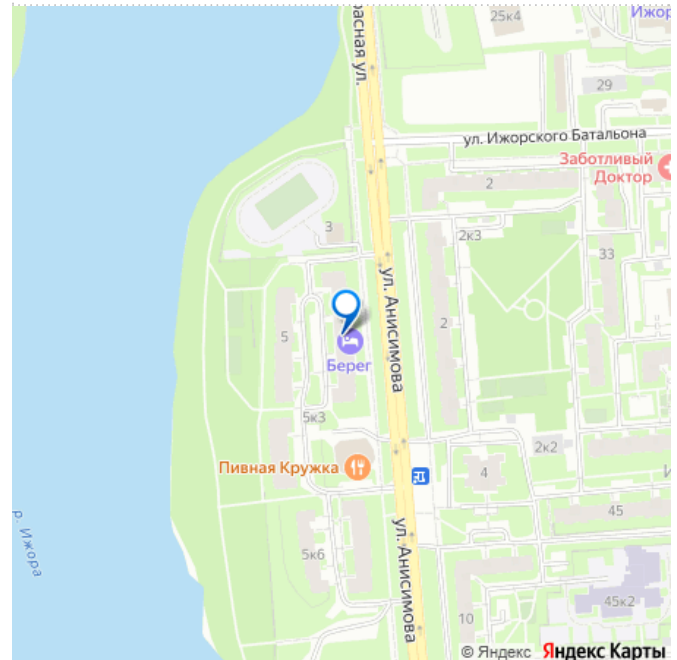 25к4
Ижор
расная ул.
29
ул. Ижорского Батальона
Заботливый
Доктор
2
3
2к3
33
ул. Анисимова
5
2
Берег
5к3
2к2
Пивная Кружка
4
И
45
р. Ижора
ул. Анисимова
5к6
45к2
10
© Яндекс Яндекс Карты